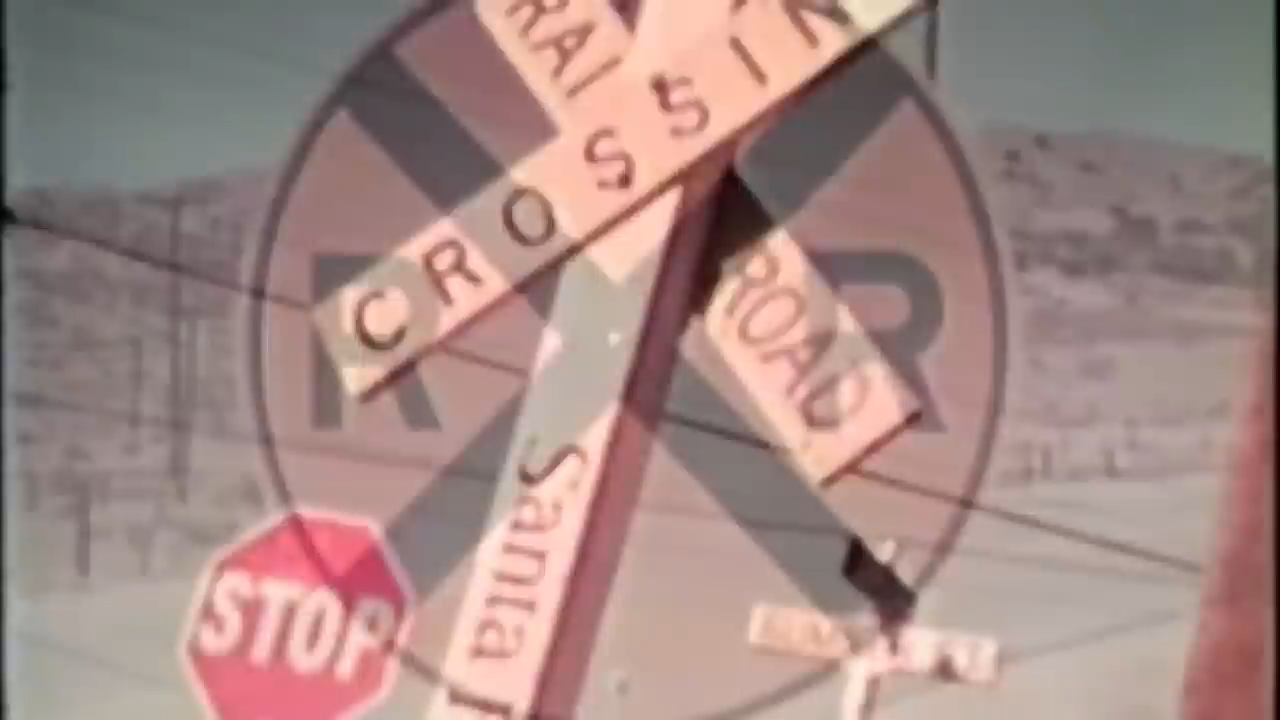 RAI
CROSSIN
ROAD
R R
STOP
Santa F